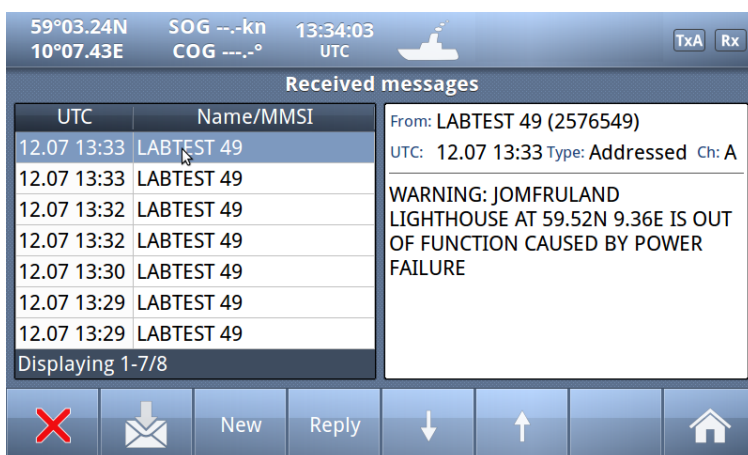 59°03.24N SOG --.-kn 13:34:03 TxA Rx
10°07.43E COG ---.-° UTC
Received messages
UTC Name/MMSI
12.07 13:33 LABTEST 49
12.07 13:33 LABTEST 49
12.07 13:32 LABTEST 49
12.07 13:32 LABTEST 49
12.07 13:30 LABTEST 49
12.07 13:29 LABTEST 49
12.07 13:29 LABTEST 49
Displaying 1-7/8
From: LABTEST 49 (2576549)
UTC: 12.07 13:33 Type: Addressed Ch: A
WARNING: JOMFRULAND
LIGHTHOUSE AT 59.52N 9.36E IS OUT
OF FUNCTION CAUSED BY POWER
FAILURE
New Reply